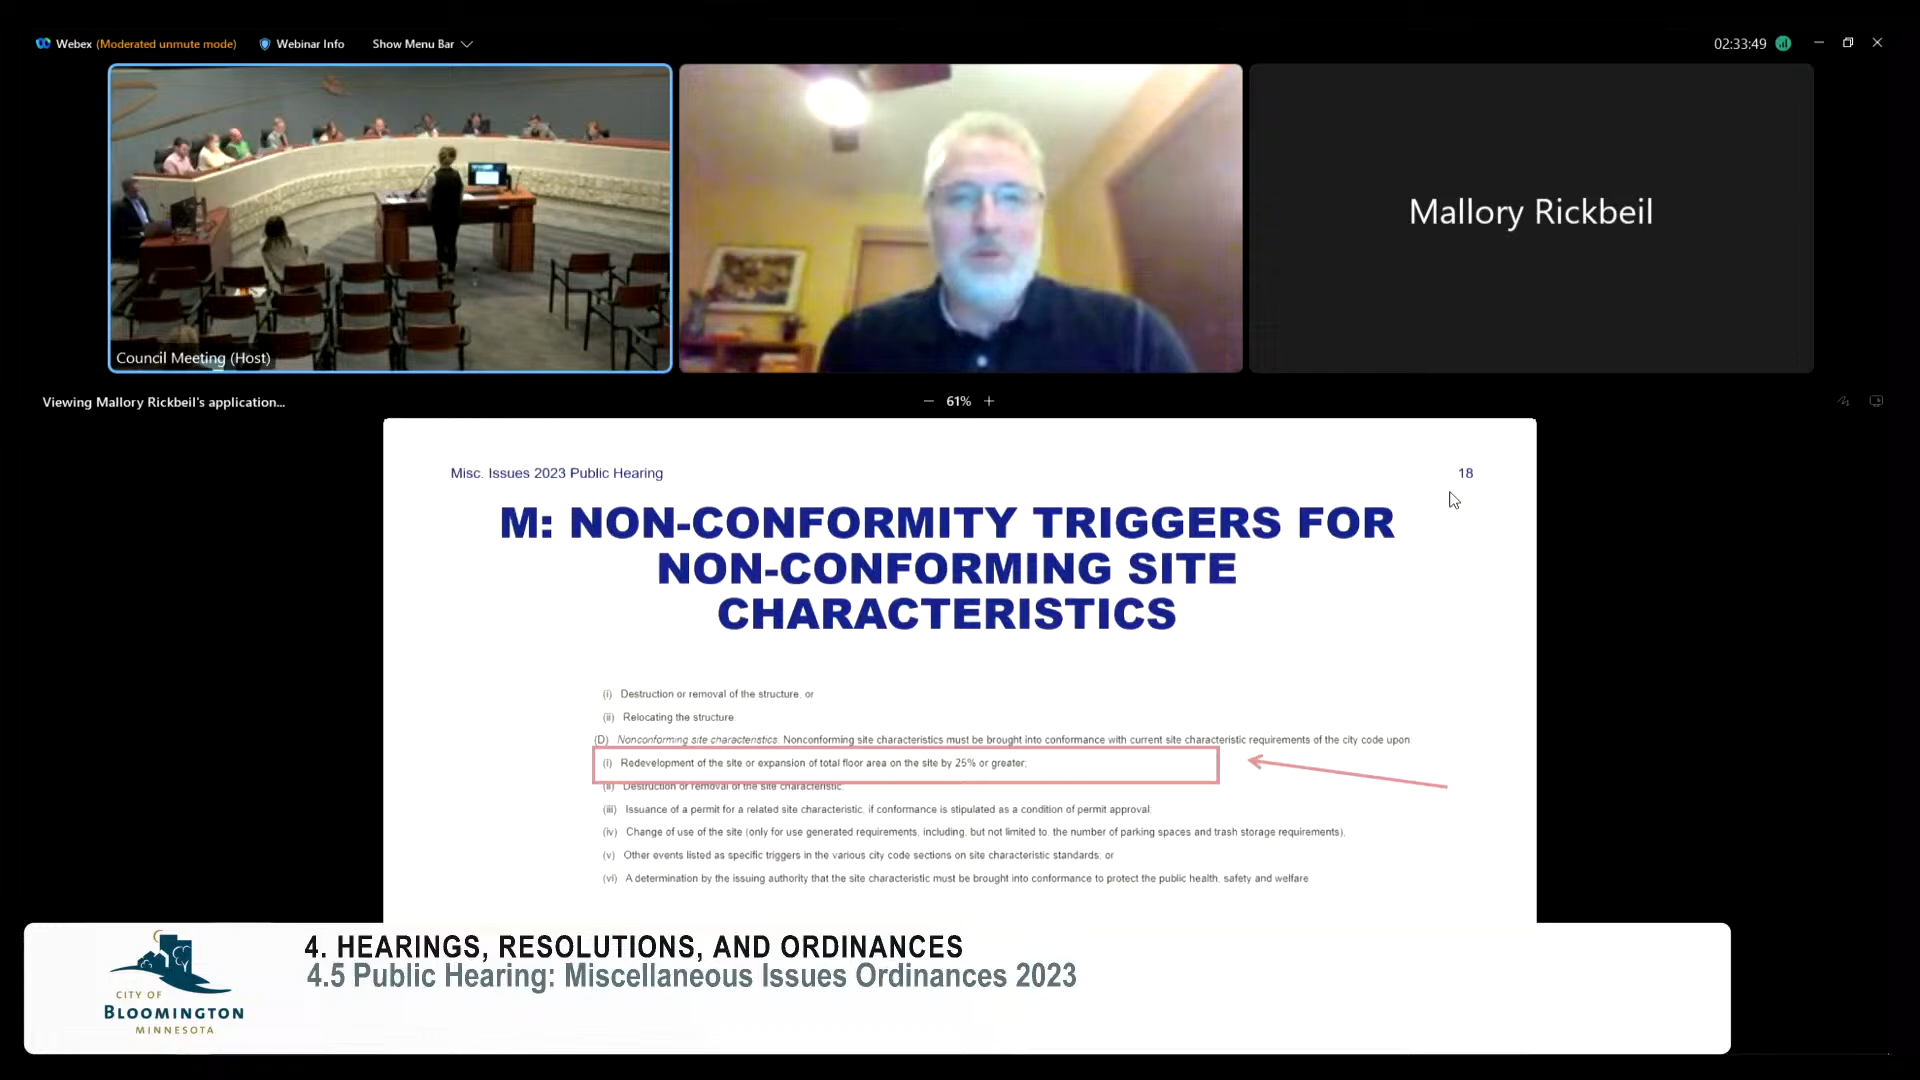 Webex (Moderated unmute mode) Webinar Info Show Menu Bar 02:33:49
Council Meeting (Host)
Mallory Rickbeil
Viewing Mallory Rickbeil's application... 61%
Misc. Issues 2023 Public Hearing 18
M: NON-CONFORMITY TRIGGERS FOR
NON-CONFORMING SITE
CHARACTERISTICS
(i) Destruction or removal of the structure, or
(ii) Relocating the structure.
(D) Nonconforming site characteristics. Nonconforming site characteristics must be brought into conformance with current site characteristic requirements of the city code upon
(i) Redevelopment of the site or expansion of total floor area on the site by 25% or greater;
(ii) Destruction or removal of the site characteristic;
(iii) Issuance of a permit for a related site characteristic, if conformance is stipulated as a condition of permit approval;
(iv) Change of use of the site (only for use generated requirements, including, but not limited to, the number of parking spaces and trash storage requirements),
(v) Other events listed as specific triggers in the various city code sections on site characteristic standards; or
(vi) A determination by the issuing authority that the site characteristic must be brought into conformance to protect the public health, safety and welfare.
4. HEARINGS, RESOLUTIONS, AND ORDINANCES
4.5 Public Hearing: Miscellaneous Issues Ordinances 2023
CITY OF
BLOOMINGTON
MINNESOTA